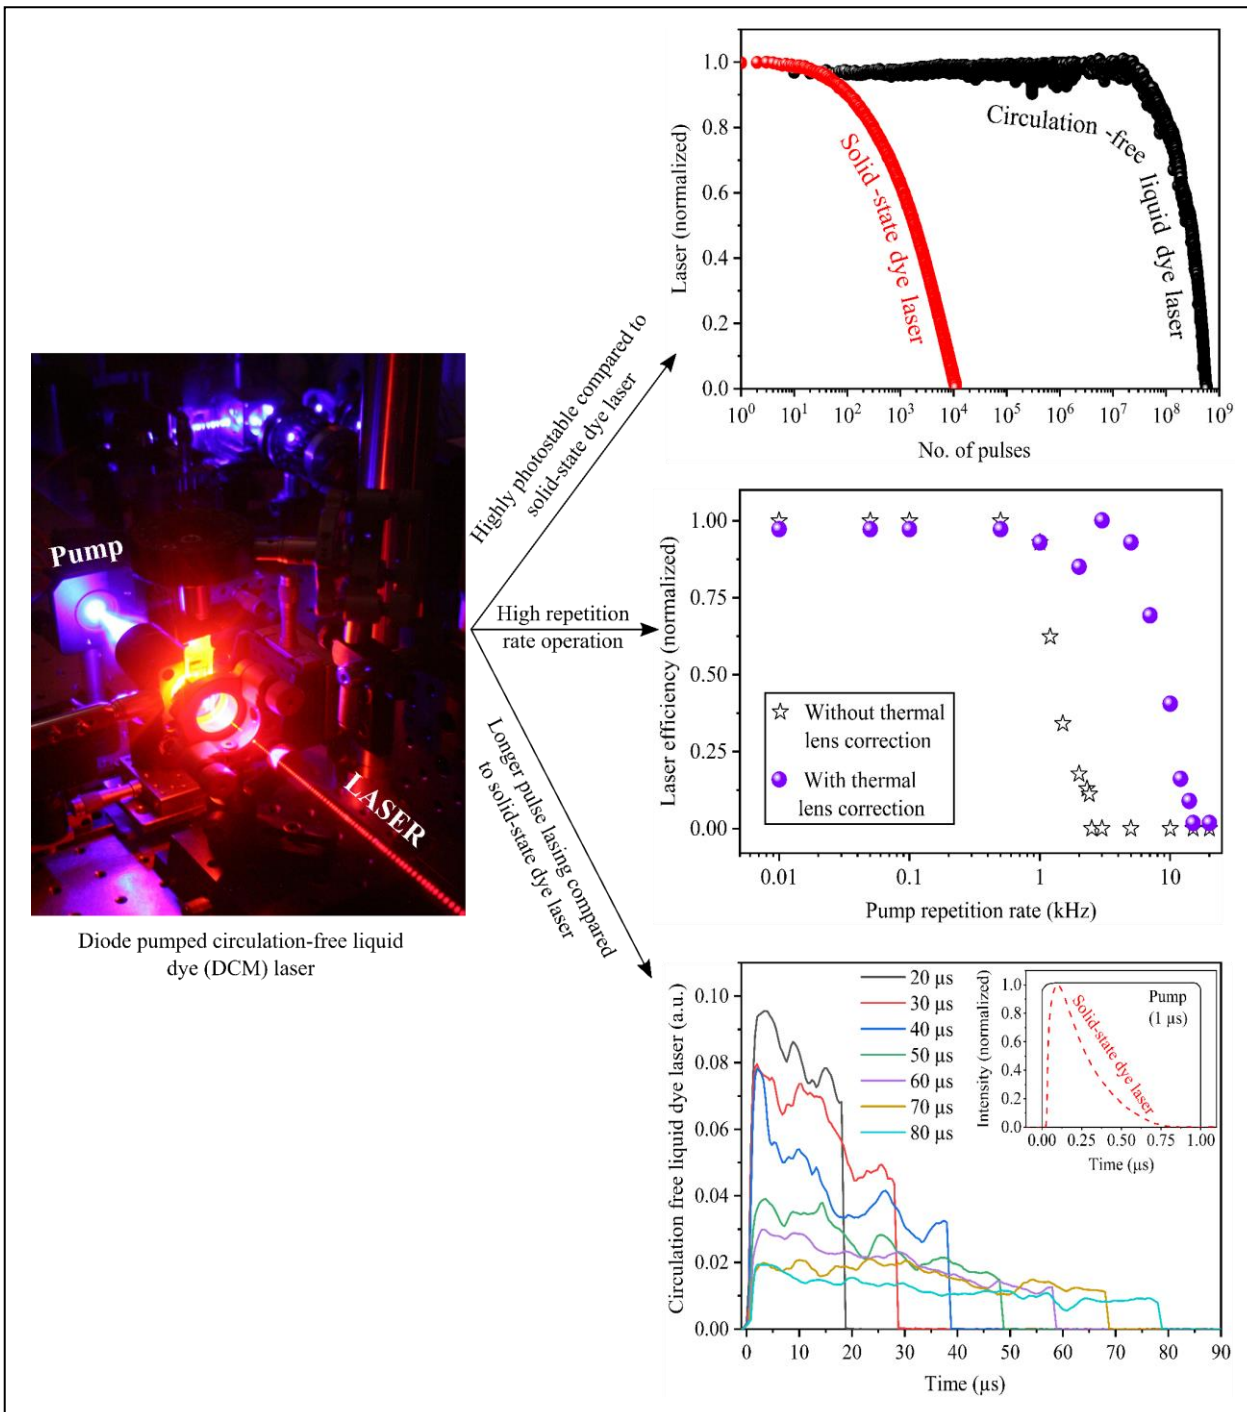 Pump
LASER
Diode pumped circulation-free liquid
dye (DCM) laser
Highly photostable compared to
solid-state dye laser
High repetition
rate operation
Longer pulse lasing compared
to solid-state dye laser
Laser (normalized)
1.0
0.8
0.6
0.4
0.2
0.0
Solid-state dye laser
Circulation -free liquid dye laser
10⁰ 10¹ 10² 10³ 10⁴ 10⁵ 10⁶ 10⁷ 10⁸ 10⁹
No. of pulses
Laser efficiency (normalized)
1.00
0.75
0.50
0.25
0.00
Without thermal
lens correction
With thermal
lens correction
0.01 0.1 1 10
Pump repetition rate (kHz)
Circulation free liquid dye laser (a.u.)
0.10
0.08
0.06
0.04
0.02
0.00
20 µs
30 µs
40 µs
50 µs
60 µs
70 µs
80 µs
Intensity (normalized)
1.0
0.8
0.6
0.4
0.2
0.0
Pump
(1 µs)
Solid-state dye laser
0.00 0.25 0.50 0.75 1.00
Time (µs)
0 10 20 30 40 50 60 70 80 90
Time (µs)